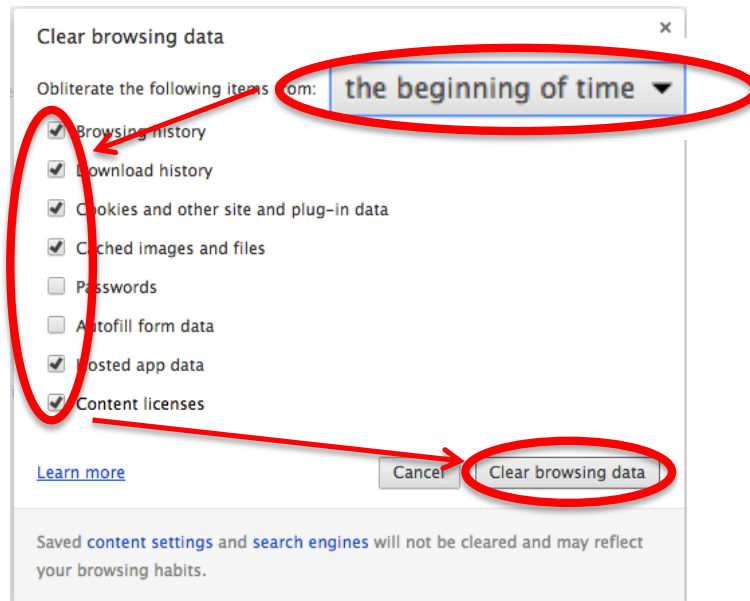 Clear browsing data
Obliterate the following items from: the beginning of time
Browsing history
Download history
Cookies and other site and plug-in data
Cached images and files
Passwords
Autofill form data
Hosted app data
Content licenses
Learn more Cancel Clear browsing data
Saved content settings and search engines will not be cleared and may reflect
your browsing habits.